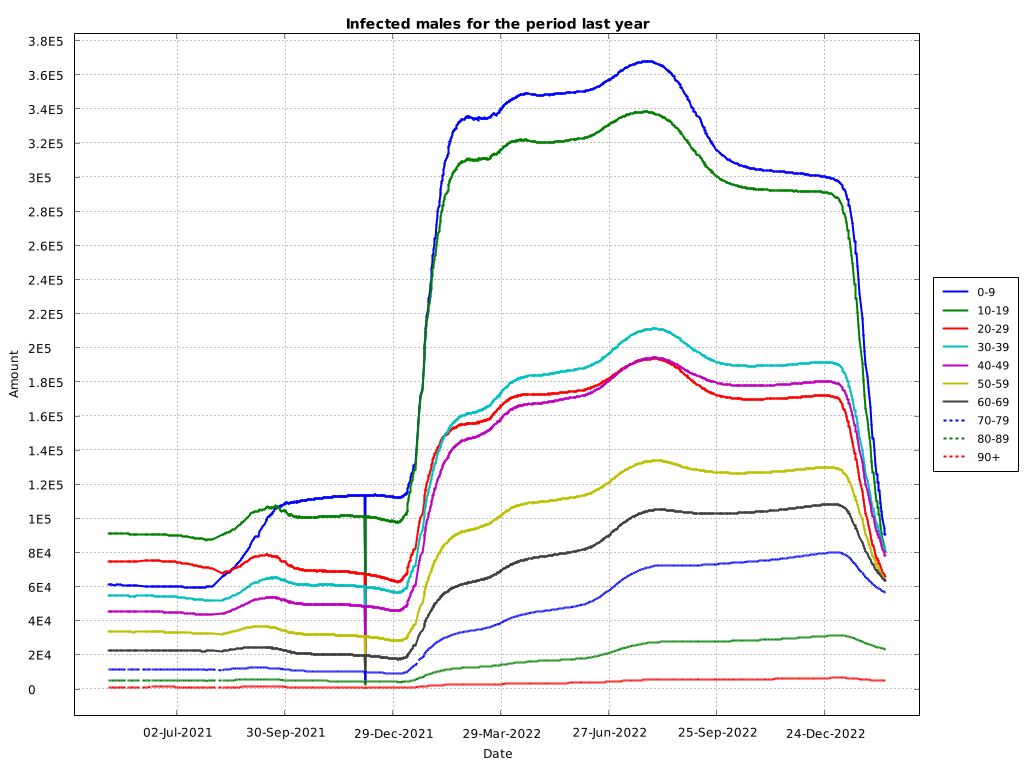 Infected males for the period last year
3.8E5
3.6E5
3.4E5
3.2E5
3E5
2.8E5
2.6E5
2.4E5
2.2E5
2E5
1.8E5
1.6E5
1.4E5
1.2E5
1E5
8E4
6E4
4E4
2E4
0
Amount
02-Jul-2021 30-Sep-2021 29-Dec-2021 29-Mar-2022 27-Jun-2022 25-Sep-2022 24-Dec-2022
Date
0-9
10-19
20-29
30-39
40-49
50-59
60-69
70-79
80-89
90+